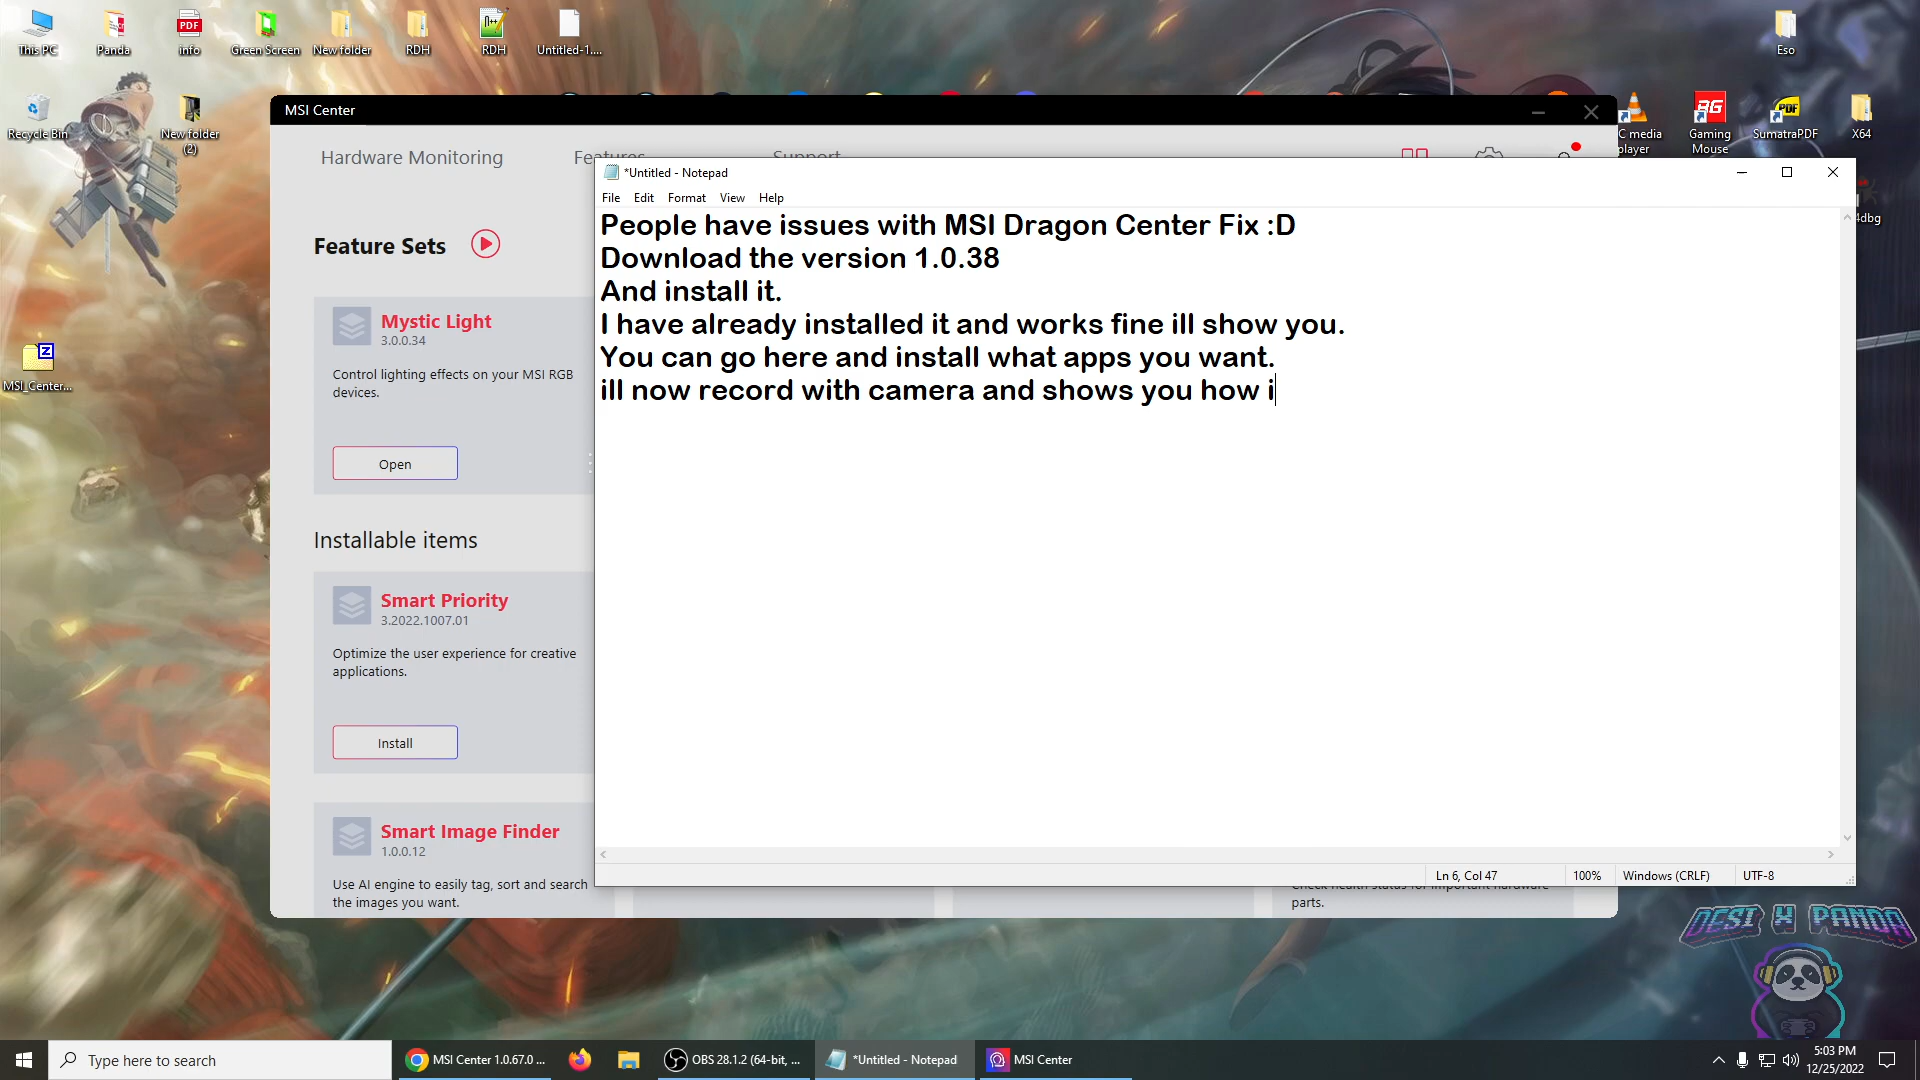 This PC
Panda
info
Green Screen
New folder
RDH
RDH
Untitled-1....
Eso
Recycle Bin
New folder
(2)
C media
player
Gaming
Mouse
SumatraPDF
X64
4dbg
MSI_Center...
MSI Center
Hardware Monitoring
Features
Support
Feature Sets
Mystic Light
3.0.0.34
Control lighting effects on your MSI RGB
devices.
Open
Installable items
Smart Priority
3.2022.1007.01
Optimize the user experience for creative
applications.
Install
Smart Image Finder
1.0.0.12
Use AI engine to easily tag, sort and search
the images you want.
Check health status for important hardware
parts.
*Untitled - Notepad
File Edit Format View Help
People have issues with MSI Dragon Center Fix :D
Download the version 1.0.38
And install it.
I have already installed it and works fine ill show you.
You can go here and install what apps you want.
ill now record with camera and shows you how i
Ln 6, Col 47
100%
Windows (CRLF)
UTF-8
DESI X PANDA
Type here to search
MSI Center 1.0.67.0 ...
OBS 28.1.2 (64-bit, ...
*Untitled - Notepad
MSI Center
5:03 PM
12/25/2022